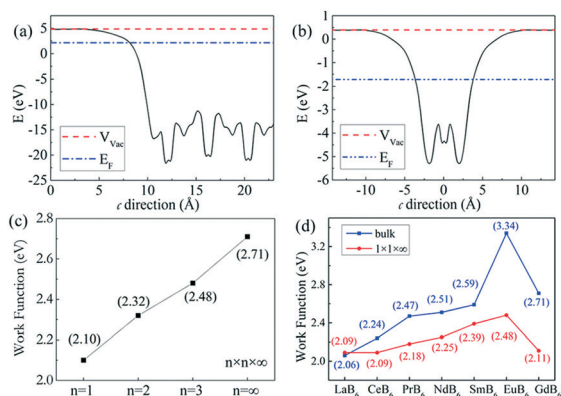 (a)
5
0
-5
-10
-15
-20
-25
E (eV)
V_Vac
E_F
0 5 10 15 20
c direction (Å)
(b)
1
0
-1
-2
-3
-4
-5
-6
E (eV)
V_Vac
E_F
-10 -5 0 5 10
c direction (Å)
(c)
2.8
2.6
2.4
2.2
2.0
Work Function (eV)
(2.71)
(2.48)
(2.32)
(2.10)
n×n×∞
n=1 n=2 n=3 n=∞
(d)
3.2
2.8
2.4
2.0
Work Function (eV)
bulk
1×1×∞
(3.34)
(2.59)
(2.71)
(2.47)
(2.51)
(2.24)
(2.09)
(2.06)
(2.09)
(2.18)
(2.25)
(2.39)
(2.48)
(2.11)
LaB6 CeB6 PrB6 NdB6 SmB6 EuB6 GdB6